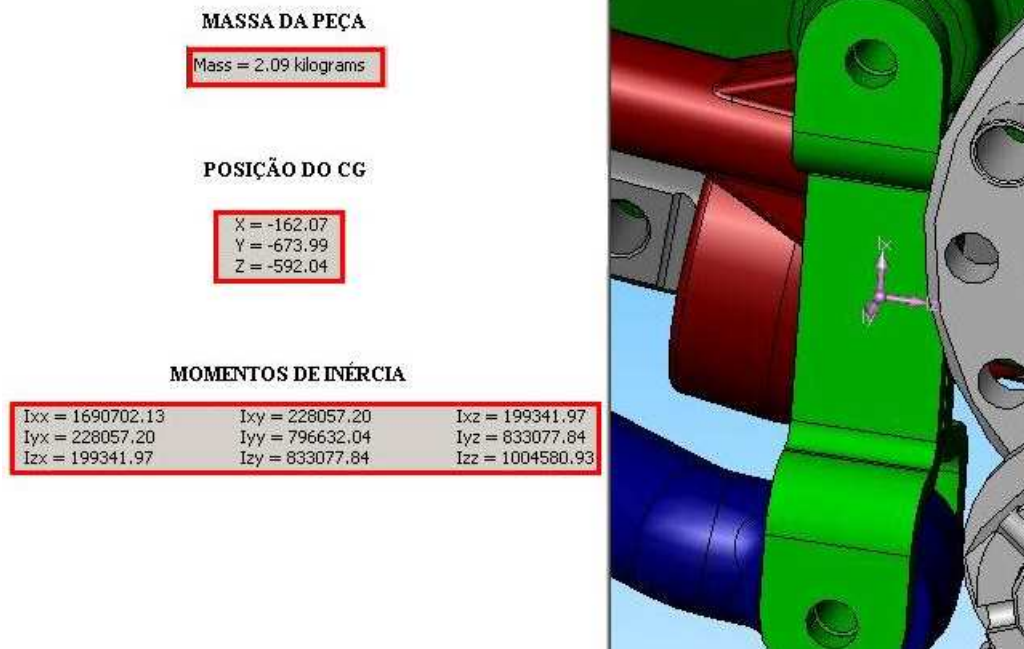 MASSA DA PEÇA
Mass = 2.09 kilograms
POSIÇÃO DO CG
X = -162.07
Y = -673.99
Z = -592.04
MOMENTOS DE INÉRCIA
Ixx = 1690702.13 Ixy = 228057.20 Ixz = 199341.97
Iyx = 228057.20 Iyy = 796632.04 Iyz = 833077.84
Izx = 199341.97 Izy = 833077.84 Izz = 1004580.93
Ix